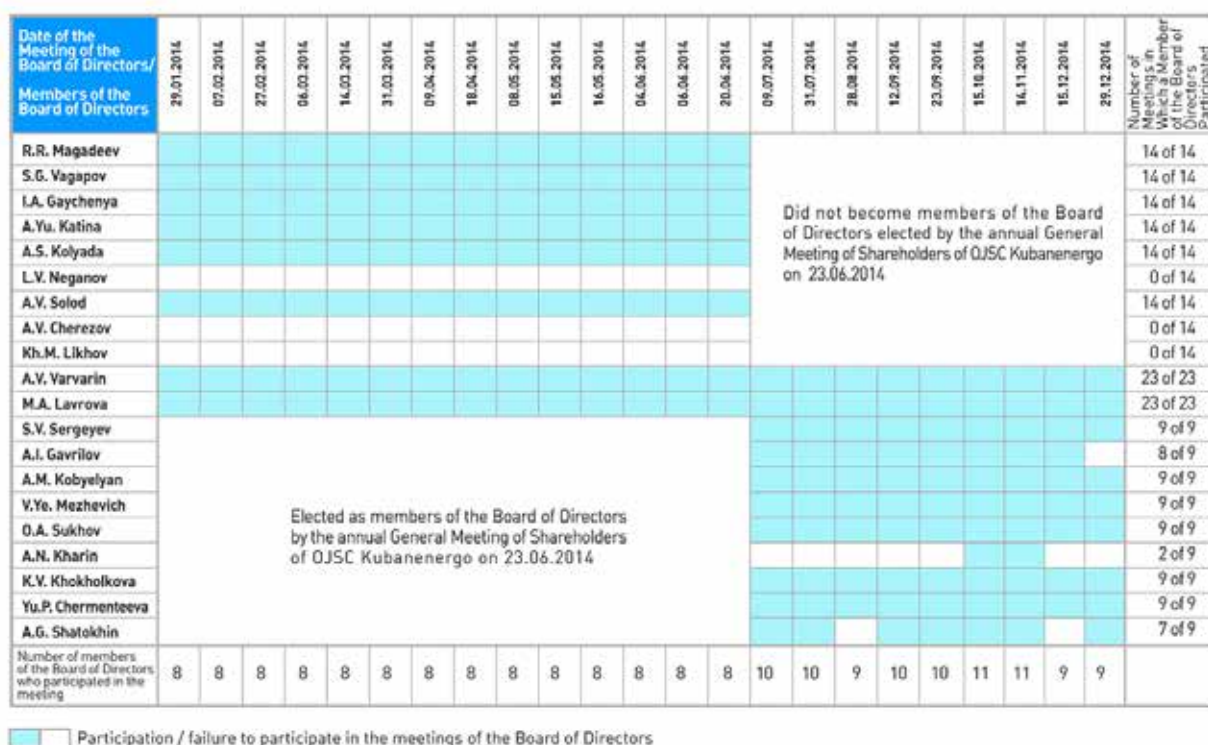 Date of the
Meeting of the
Board of Directors/
Members of the
Board of Directors
29.01.2014
07.02.2014
27.02.2014
06.03.2014
14.03.2014
31.03.2014
09.04.2014
18.04.2014
08.05.2014
15.05.2014
16.05.2014
04.06.2014
06.06.2014
20.06.2014
09.07.2014
31.07.2014
28.08.2014
12.09.2014
23.09.2014
15.10.2014
14.11.2014
15.12.2014
29.12.2014
Number of
Meetings in
Which a Member
of the Board of
Directors
Participated
R.R. Magadeev 14 of 14
S.G. Vagapov 14 of 14
I.A. Gaychenya 14 of 14
A.Yu. Katina 14 of 14
A.S. Kolyada 14 of 14
L.V. Neganov 0 of 14
A.V. Solod 14 of 14
A.V. Cherezov 0 of 14
Kh.M. Likhov 0 of 14
Did not become members of the Board
of Directors elected by the annual General
Meeting of Shareholders of OJSC Kubanenergo
on 23.06.2014
A.V. Varvarin 23 of 23
M.A. Lavrova 23 of 23
S.V. Sergeyev 9 of 9
A.I. Gavrilov 8 of 9
A.M. Kobyelyan 9 of 9
V.Ye. Mezhevich 9 of 9
O.A. Sukhov 9 of 9
A.N. Kharin 2 of 9
K.V. Khokholkova 9 of 9
Yu.P. Chermenteeva 9 of 9
A.G. Shatokhin 7 of 9
Elected as members of the Board of Directors
by the annual General Meeting of Shareholders
of OJSC Kubanenergo on 23.06.2014
Number of members
of the Board of Directors
who participated in the
meeting
8 8 8 8 8 8 8 8 8 8 8 8 8 8 10 10 9 10 10 11 11 9 9
Participation / failure to participate in the meetings of the Board of Directors